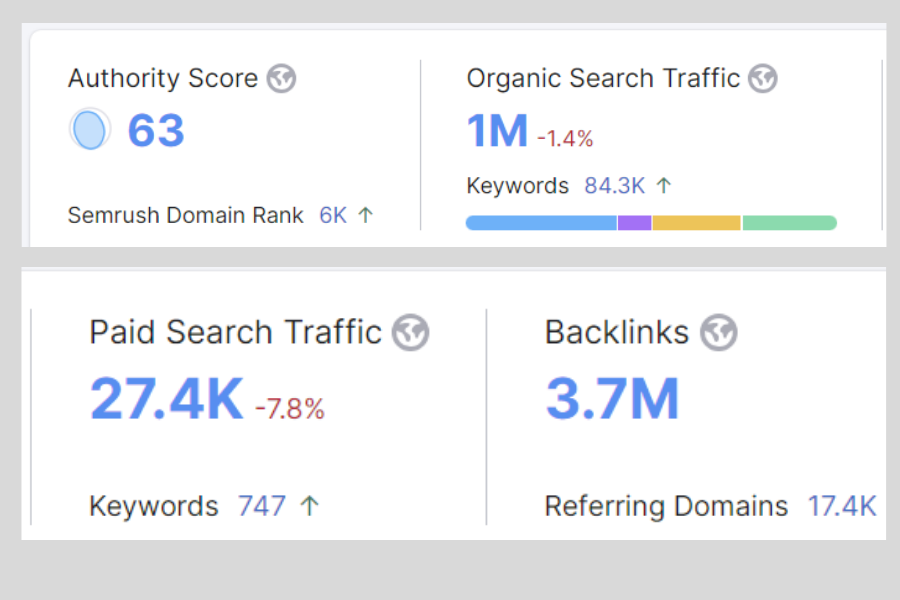 Authority Score
63
Semrush Domain Rank 6K ↑
Organic Search Traffic
1M -1.4%
Keywords 84.3K ↑
Paid Search Traffic
27.4K -7.8%
Keywords 747 ↑
Backlinks
3.7M
Referring Domains 17.4K